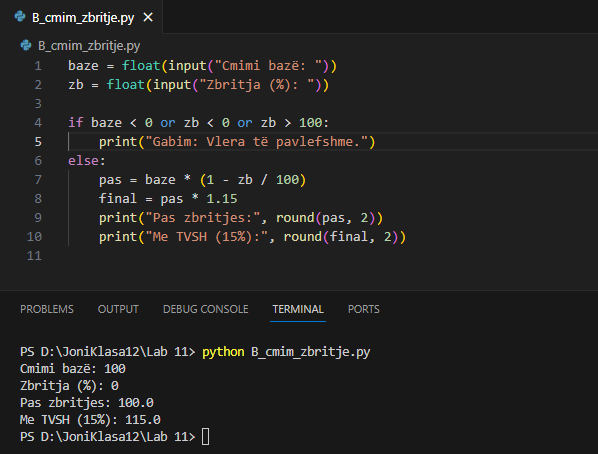 B_cmim_zbritje.py ×
B_cmim_zbritje.py
1 baze = float(input("Cmimi bazë: "))
2 zb = float(input("Zbritja (%): "))
3
4 if baze < 0 or zb < 0 or zb > 100:
5     print("Gabim: Vlera të pavlefshme.")
6 else:
7     pas = baze * (1 - zb / 100)
8     final = pas * 1.15
9     print("Pas zbritjes:", round(pas, 2))
10     print("Me TVSH (15%):", round(final, 2))
11
PROBLEMS OUTPUT DEBUG CONSOLE TERMINAL PORTS
PS D:\JoniKlasa12\Lab 11> python B_cmim_zbritje.py
Cmimi bazë: 100
Zbritja (%): 0
Pas zbritjes: 100.0
Me TVSH (15%): 115.0
PS D:\JoniKlasa12\Lab 11>